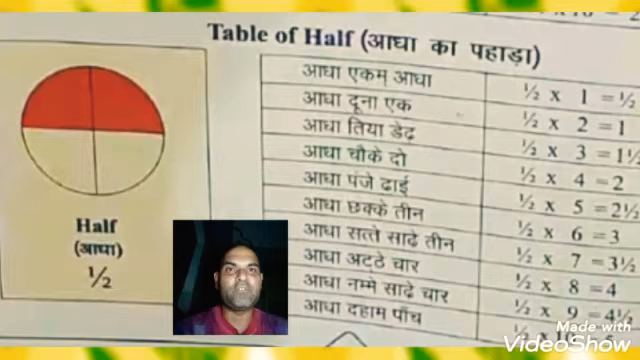 Table of Half (आधा का पहाड़ा)
Half
(आधा)
½
आधा एकम् आधा ½ x 1 = ½
आधा दूना एक ½ x 2 = 1
आधा तिया डेढ़ ½ x 3 = 1½
आधा चौके दो ½ x 4 = 2
आधा पंजे ढाई ½ x 5 = 2½
आधा छक्के तीन ½ x 6 = 3
आधा सत्ते साढ़े तीन ½ x 7 = 3½
आधा अट्ठे चार ½ x 8 = 4
आधा नम्मे साढ़े चार ½ x 9 = 4½
आधा दहाम पाँच ½ x 10
Made with
VideoShow